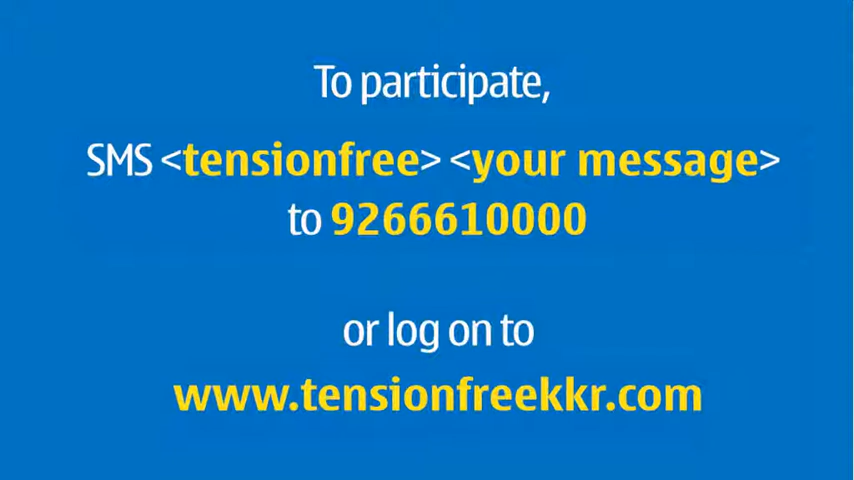 To participate,
SMS <tensionfree> <your message>
to 9266610000
or log on to
www.tensionfreekkr.com